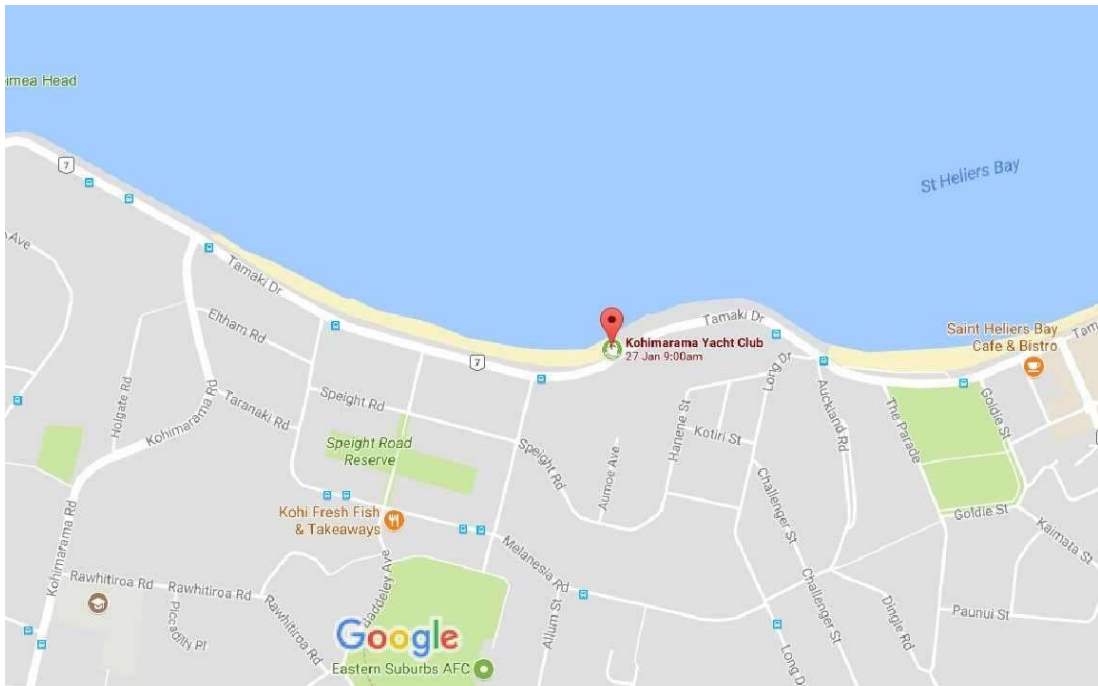 imea Head
7
St Heliers Bay
Ave
Tamaki Dr
Tamaki Dr
Saint Heliers Bay
Cafe & Bistro
Tam
Eltham Rd
Kohimarama Yacht Club
27 Jan 9:00am
7
Long Dr
Holgate Rd
Taranaki Rd
Speight Rd
Auckland Rd
The Parade
Goldie St
Kohimarama Rd
Speight Road
Reserve
Speight Rd
Hanene St
Kotiri St
Aumoe Ave
Challenger St
Kohi Fresh Fish
& Takeaways
Goldie St
Kaimata St
Kohimarama Rd
Melanesia Rd
Rawhitiroa Rd
Rawhitiroa Rd
Rawhitiroa Rd
Piccadilly Pl
addeley Ave
Allum St
Challenger St
Dingle Rd
Paunui St
Google
Eastern Suburbs AFC
Long D